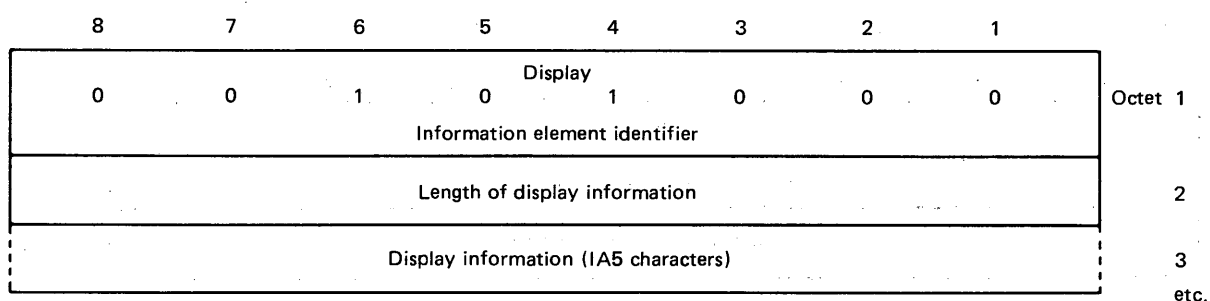 8 7 6 5 4 3 2 1
Display
0 0 1 0 1 0 0 0 Octet 1
Information element identifier
Length of display information 2
Display information (IA5 characters) 3
etc.